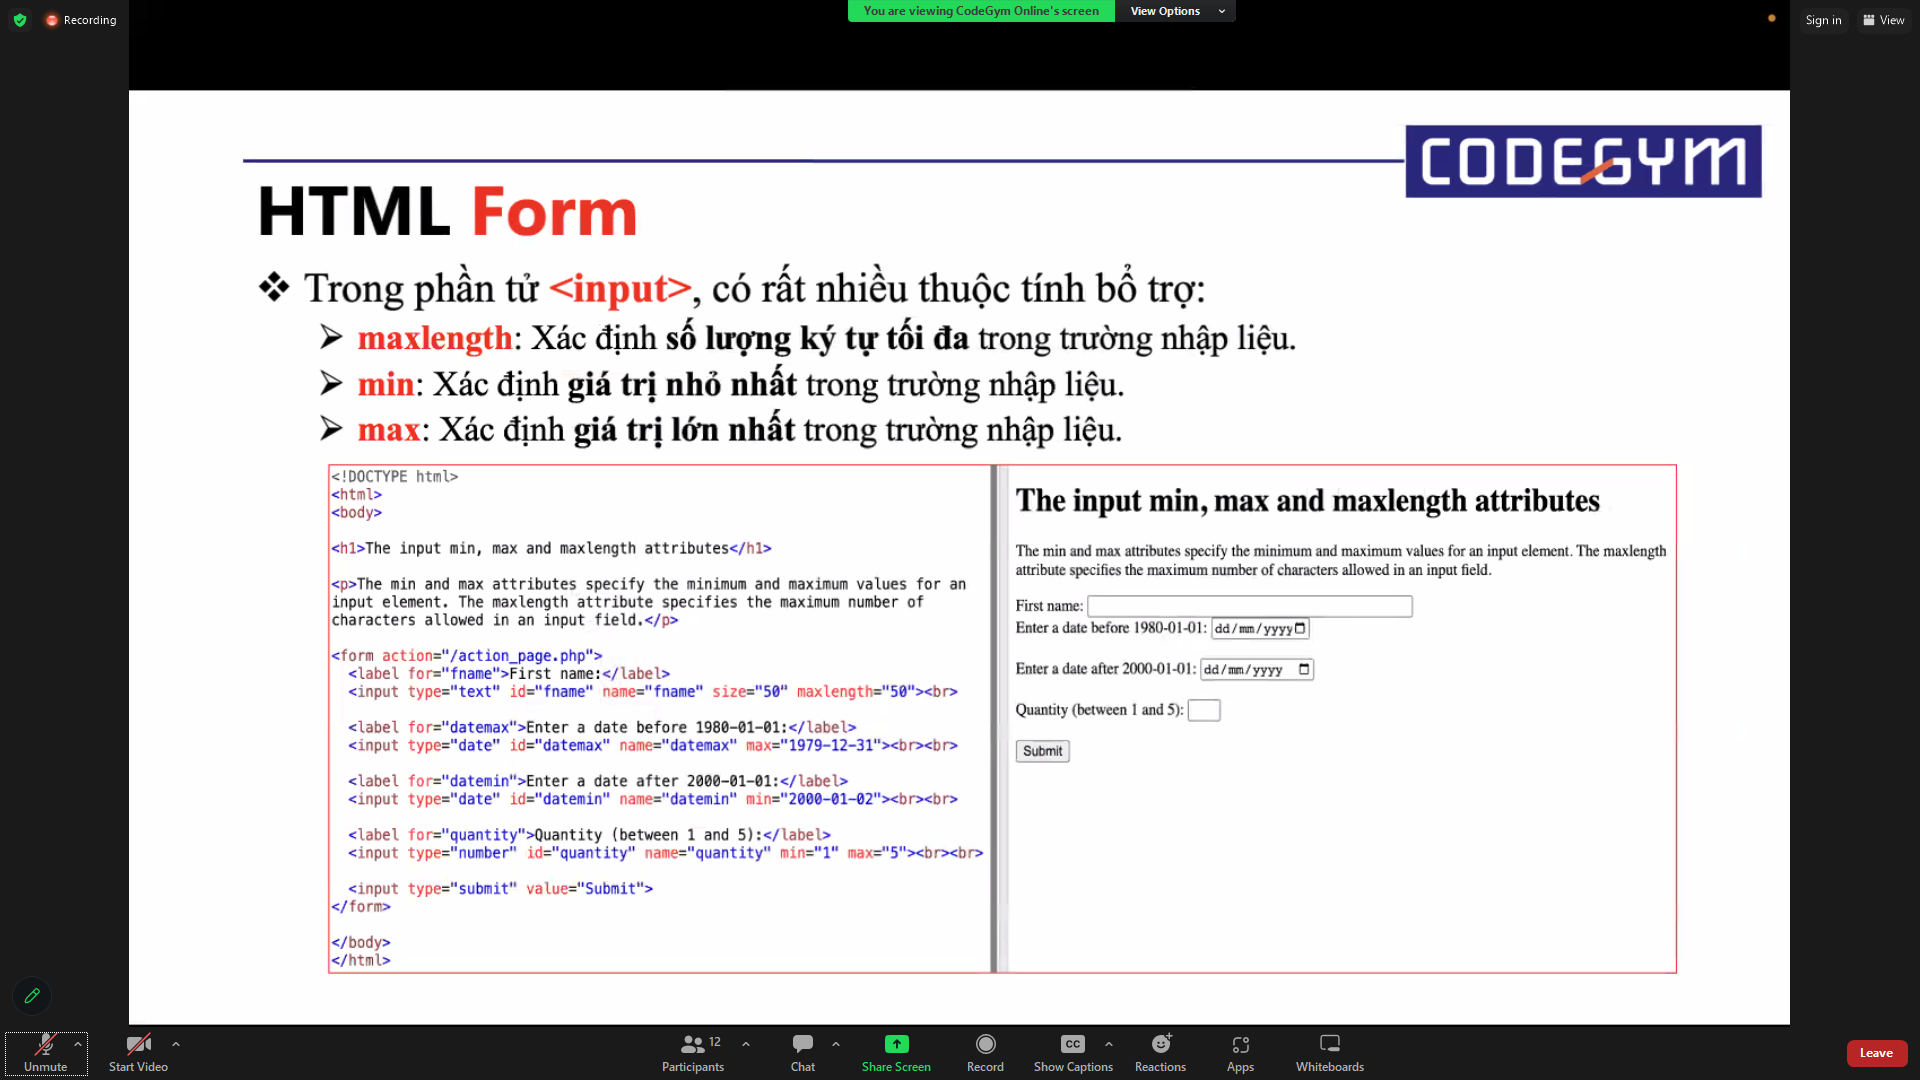 Recording
You are viewing CodeGym Online's screen
View Options
Sign in
View
CODEGYM
HTML Form
❖ Trong phần tử <input>, có rất nhiều thuộc tính bổ trợ:
➢ maxlength: Xác định số lượng ký tự tối đa trong trường nhập liệu.
➢ min: Xác định giá trị nhỏ nhất trong trường nhập liệu.
➢ max: Xác định giá trị lớn nhất trong trường nhập liệu.
<!DOCTYPE html>
<html>
<body>
<h1>The input min, max and maxlength attributes</h1>
<p>The min and max attributes specify the minimum and maximum values for an
input element. The maxlength attribute specifies the maximum number of
characters allowed in an input field.</p>
<form action="/action_page.php">
<label for="fname">First name:</label>
<input type="text" id="fname" name="fname" size="50" maxlength="50"><br>
<label for="datemax">Enter a date before 1980-01-01:</label>
<input type="date" id="datemax" name="datemax" max="1979-12-31"><br><br>
<label for="datemin">Enter a date after 2000-01-01:</label>
<input type="date" id="datemin" name="datemin" min="2000-01-02"><br><br>
<label for="quantity">Quantity (between 1 and 5):</label>
<input type="number" id="quantity" name="quantity" min="1" max="5"><br><br>
<input type="submit" value="Submit">
</form>
</body>
</html>
The input min, max and maxlength attributes
The min and max attributes specify the minimum and maximum values for an input element. The maxlength
attribute specifies the maximum number of characters allowed in an input field.
First name:
Enter a date before 1980-01-01: dd/mm/yyyy
Enter a date after 2000-01-01: dd/mm/yyyy
Quantity (between 1 and 5):
Submit
Unmute
Start Video
12
Participants
Chat
Share Screen
Record
CC
Show Captions
Reactions
Apps
Whiteboards
Leave